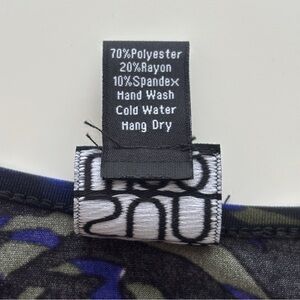 70%Polyester
20%Rayon
10%Spandex
Hand Wash
Cold Water
Hang Dry